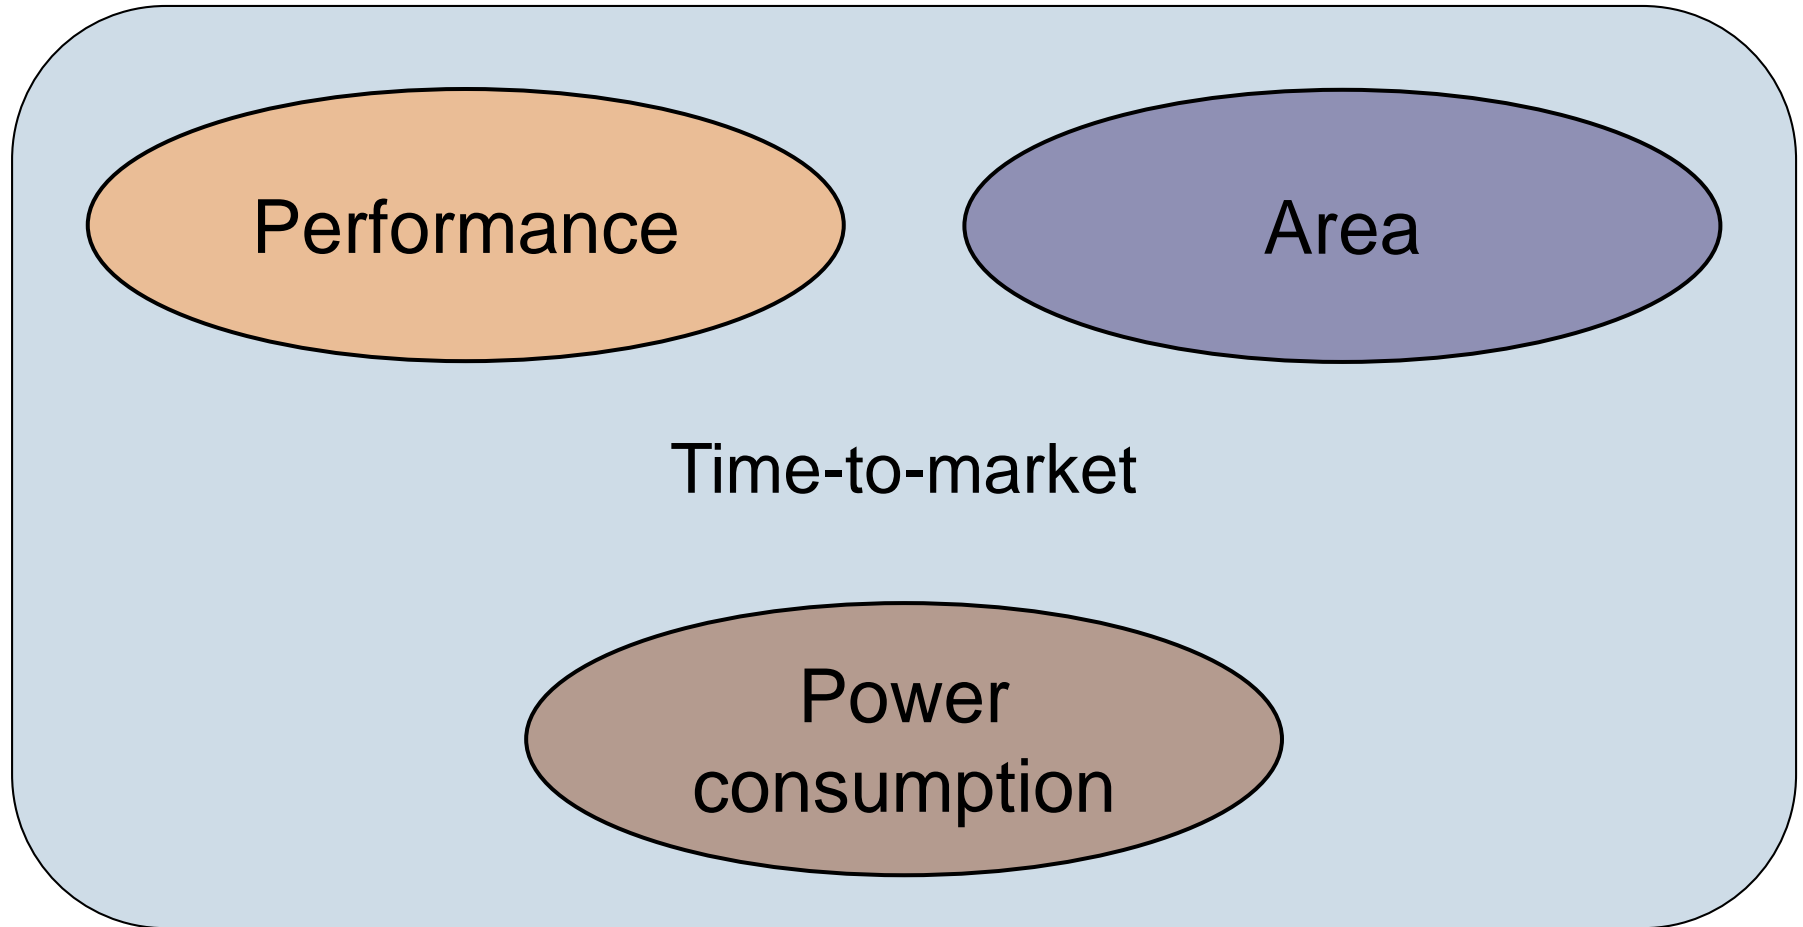 Performance
Area
Time-to-market
Power
consumption